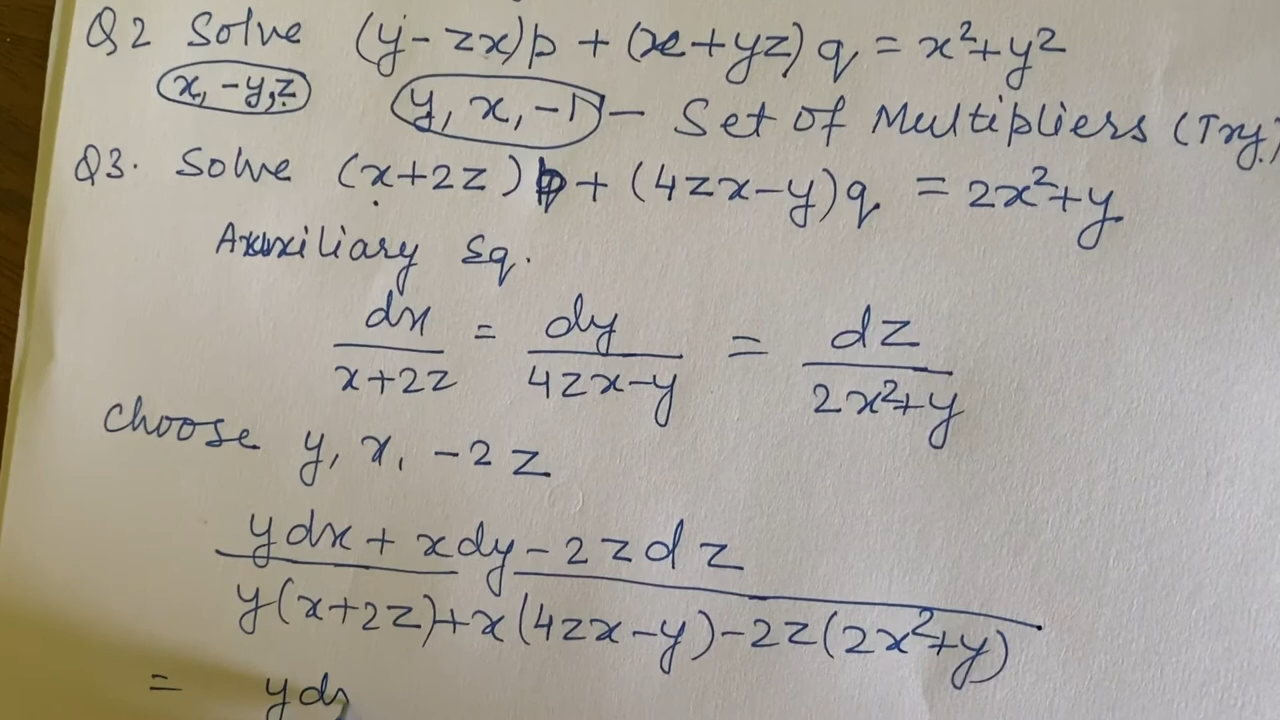 Q2 Solve (y - zx)p + (x + yz) q = x² + y²
x, -y, z y, x, -1 - Set of Multipliers (Try)
Q3. Solve (x + 2z)p + (4zx - y)q = 2x² + y
Auxiliary Eq.
dx/x+2z = dy/4zx-y = dz/2x²+y
Choose y, x, -2z
ydx + xdy - 2zdz
y(x+2z)+x(4zx-y)-2z(2x²+y)
= ydx